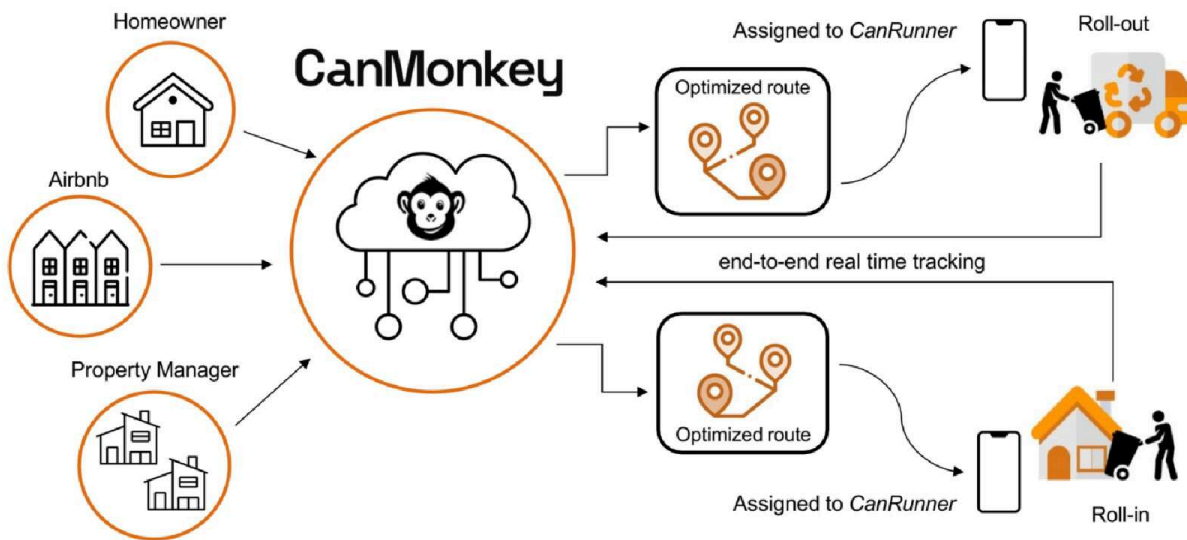 Homeowner
CanMonkey
Airbnb
Property Manager
Optimized route
Assigned to CanRunner
Roll-out
end-to-end real time tracking
Optimized route
Assigned to CanRunner
Roll-in